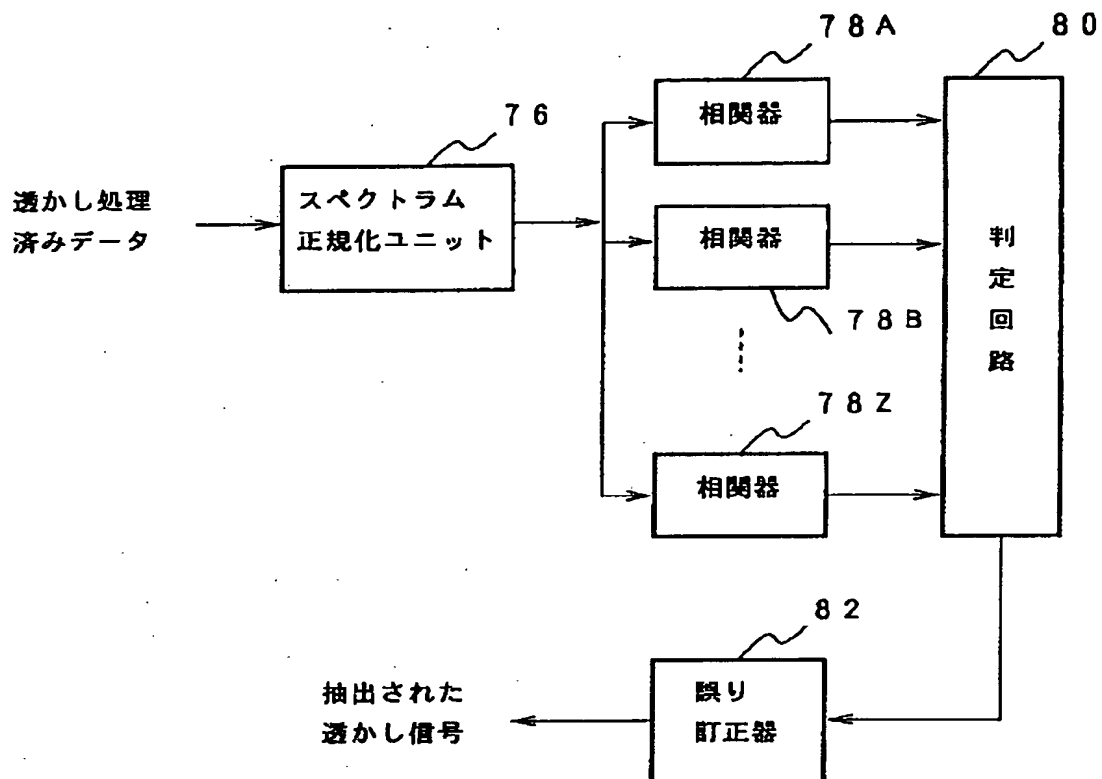 78A
80
相関器
76
透かし処理
済みデータ
スペクトラム
正規化ユニット
相関器
判定回路
78B
78Z
相関器
82
抽出された
透かし信号
誤り
訂正器